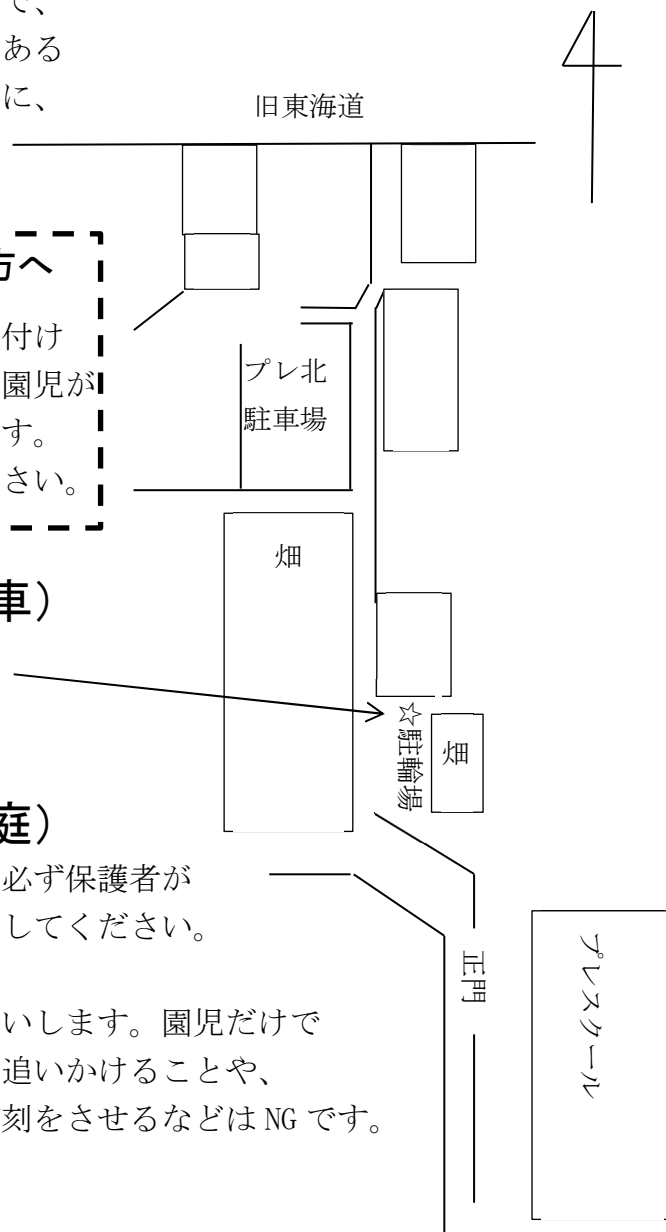 で、
ある
に、
旧東海道
方へ
付け
園児が
す。
さい。
プレ北
駐車場
畑
車）
☆駐輪場
畑
庭）
必ず保護者が
してください。
正門
プレスクール
いします。園児だけで
追いかけることや、
刻をさせるなどは NG です。